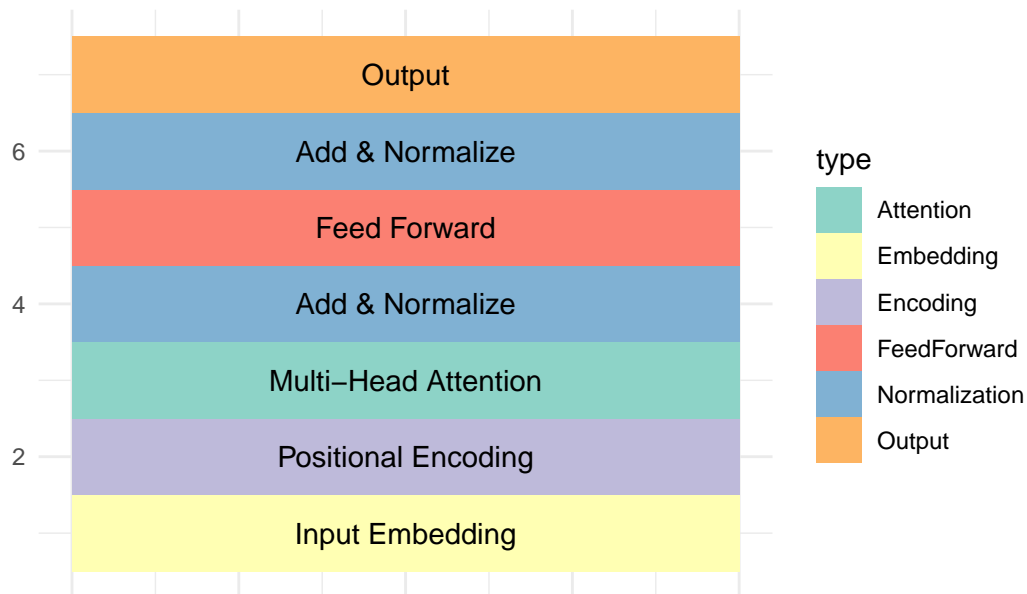 Output
6
Add & Normalize
Feed Forward
4
Add & Normalize
Multi−Head Attention
2
Positional Encoding
Input Embedding
type
Attention
Embedding
Encoding
FeedForward
Normalization
Output